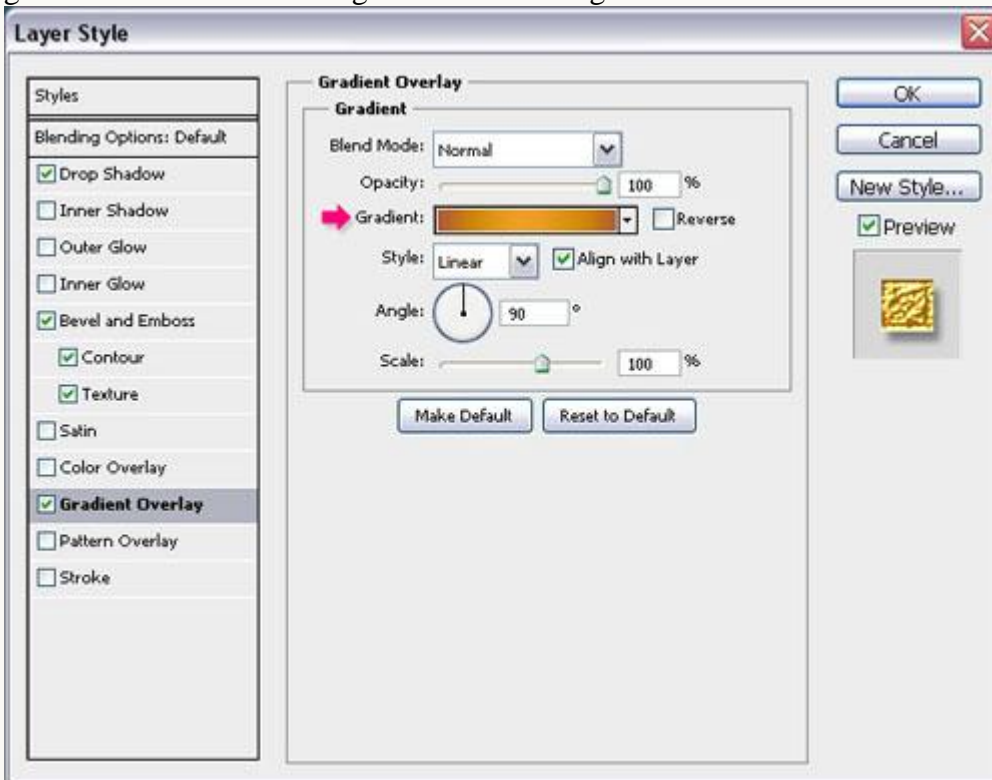 Layer Style
Styles
Blending Options: Default
Drop Shadow
Inner Shadow
Outer Glow
Inner Glow
Bevel and Emboss
Contour
Texture
Satin
Color Overlay
Gradient Overlay
Pattern Overlay
Stroke
Gradient Overlay
Gradient
Blend Mode: Normal
Opacity: 100 %
Gradient: Reverse
Style: Linear Align with Layer
Angle: 90 °
Scale: 100 %
Make Default Reset to Default
OK
Cancel
New Style...
Preview